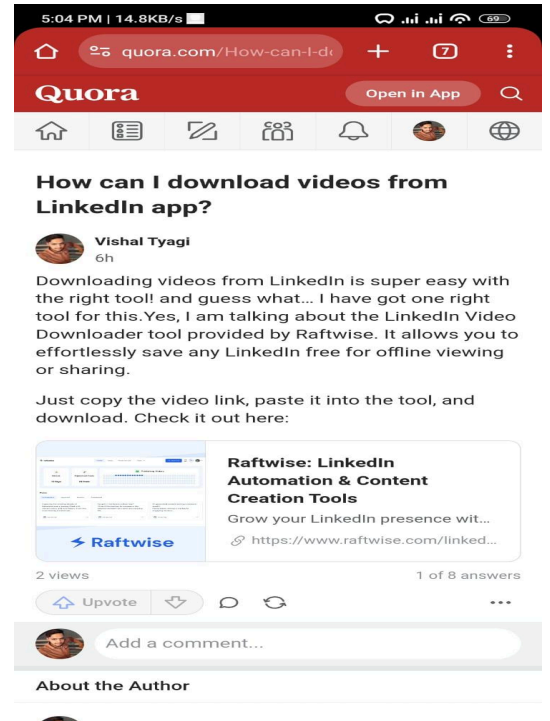 5:04 PM | 14.8KB/s
69
quora.com/How-can-I-do
7
Quora
Open in App
How can I download videos from
LinkedIn app?
Vishal Tyagi
6h
Downloading videos from LinkedIn is super easy with
the right tool! and guess what... I have got one right
tool for this.Yes, I am talking about the LinkedIn Video
Downloader tool provided by Raftwise. It allows you to
effortlessly save any LinkedIn free for offline viewing
or sharing.
Just copy the video link, paste it into the tool, and
download. Check it out here:
Raftwise: LinkedIn
Automation & Content
Creation Tools
Grow your LinkedIn presence wit...
https://www.raftwise.com/linked...
Raftwise
2 views
1 of 8 answers
Upvote
Add a comment...
About the Author